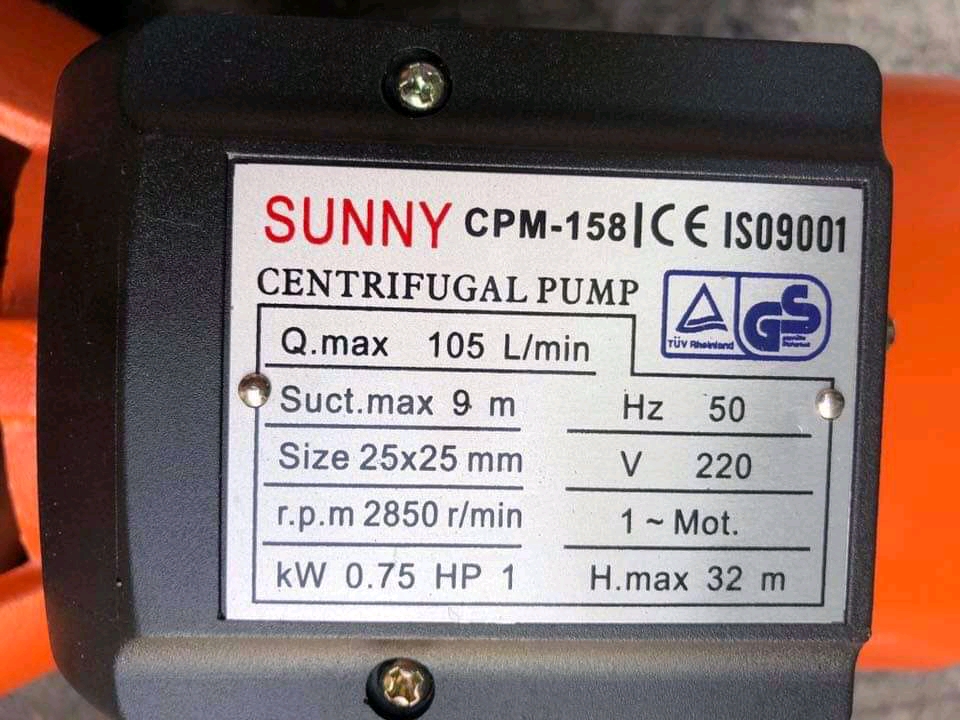 SUNNY CPM-158 CE ISO9001
CENTRIFUGAL PUMP
TÜV Rheinland
GS
Q.max 105 L/min
Suct.max 9 m
Hz 50
Size 25x25 mm
V 220
r.p.m 2850 r/min
1 ~ Mot.
kW 0.75 HP 1
H.max 32 m